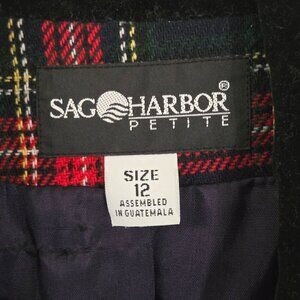 SAG HARBOR®
PETITE
SIZE
12
ASSEMBLED
IN GUATEMALA